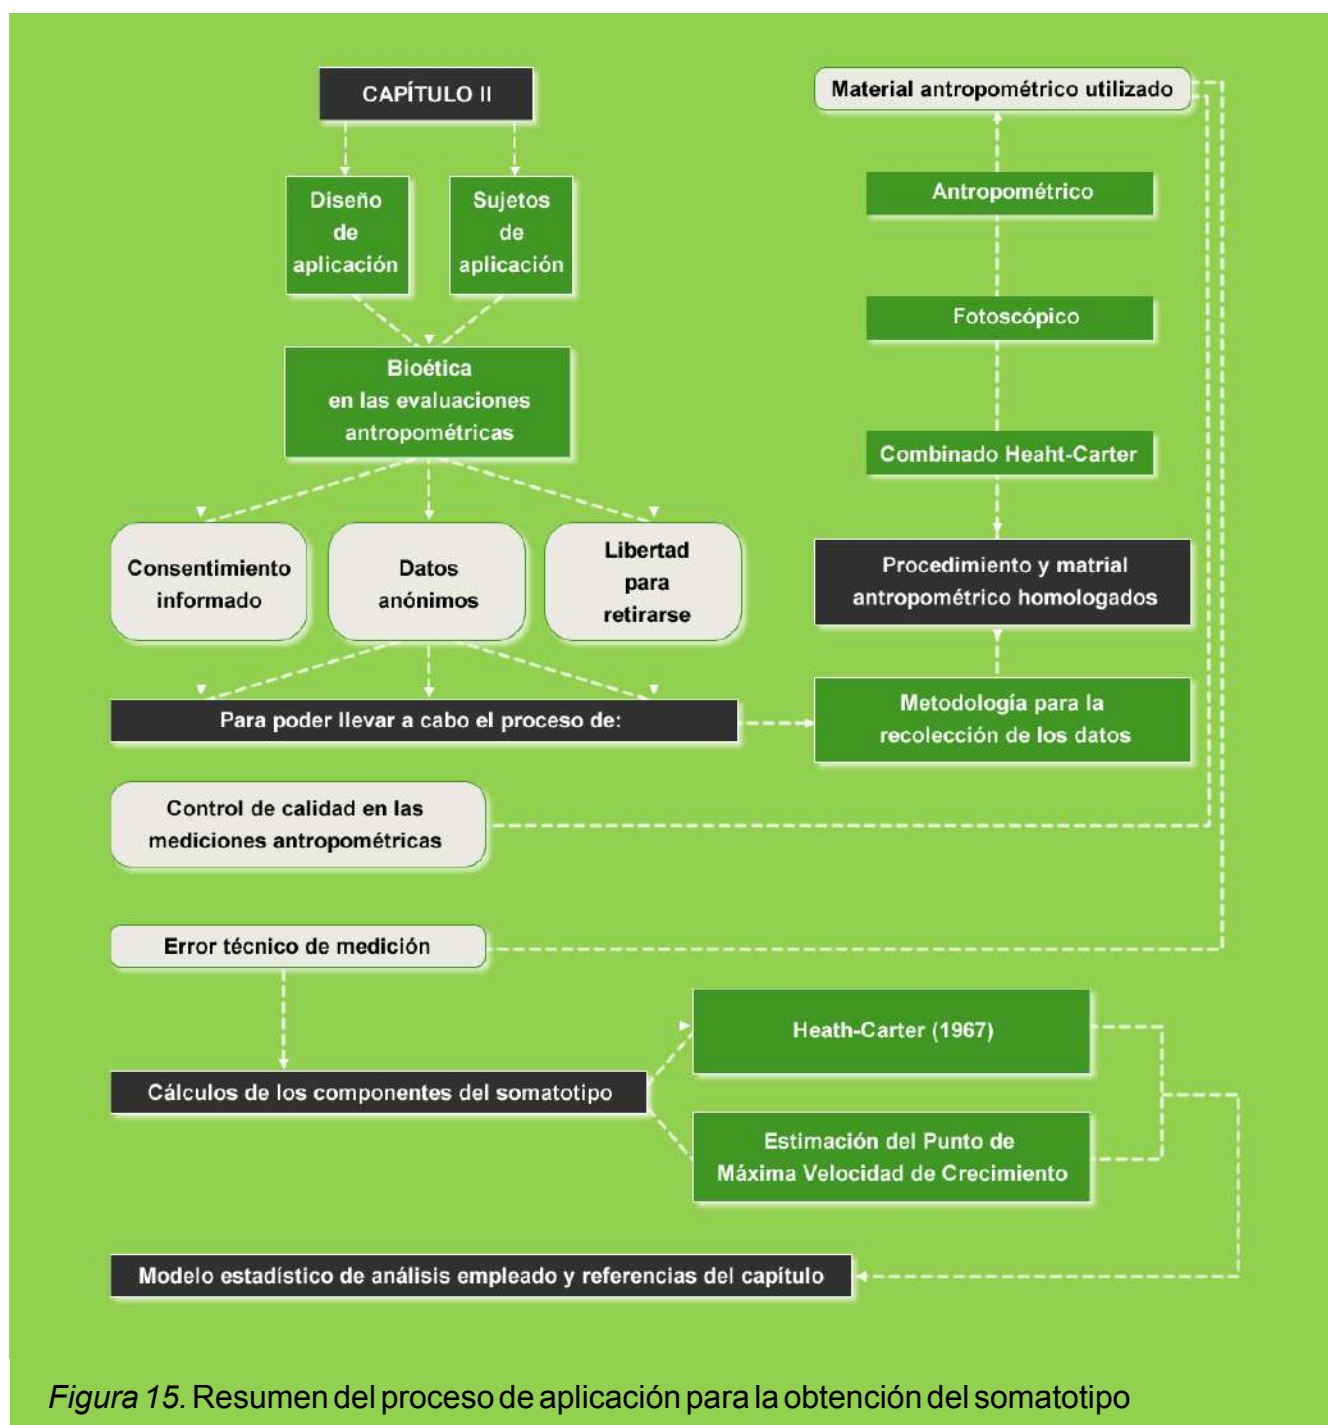 CAPÍTULO II
Diseño
de
aplicación
Sujetos
de
aplicación
Bioética
en las evaluaciones
antropométricas
Consentimiento
informado
Datos
anónimos
Libertad
para
retirarse
Para poder llevar a cabo el proceso de:
Material antropométrico utilizado
Antropométrico
Fotoscópico
Combinado Heaht-Carter
Procedimiento y matrial
antropométrico homologados
Metodología para la
recolección de los datos
Control de calidad en las
mediciones antropométricas
Error técnico de medición
Cálculos de los componentes del somatotipo
Heath-Carter (1967)
Estimación del Punto de
Máxima Velocidad de Crecimiento
Modelo estadístico de análisis empleado y referencias del capítulo
Figura 15. Resumen del proceso de aplicación para la obtención del somatotipo